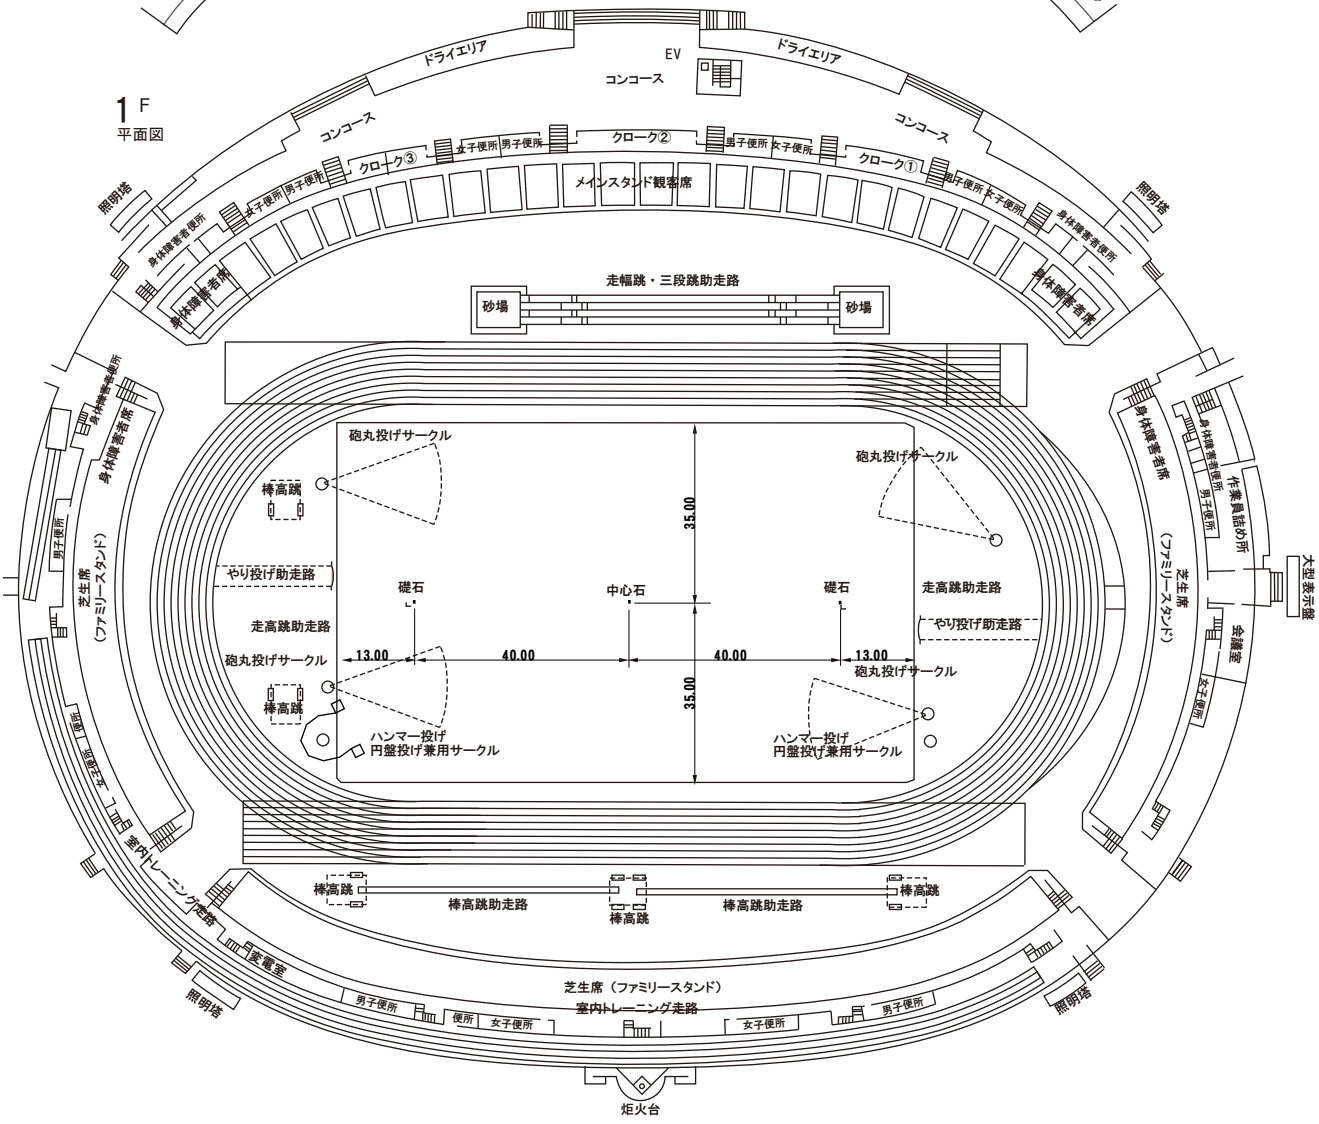 1F
平面図
ドライエリア
ドライエリア
EV
コンコース
コンコース
コンコース
クローク③
女子便所
男子便所
クローク②
男子便所
女子便所
クローク①
女子便所
男子便所
メインスタンド観客席
男子便所
女子便所
照明塔
照明塔
身体障害者便所
身体障害者便所
身体障害者席
身体障害者席
走幅跳・三段跳助走路
砂場
砂場
身体障害者便所
身体障害者席
身体障害者席
身体障害者便所
男子便所
作業員詰め所
砲丸投げサークル
砲丸投げサークル
棒高跳
35.00
男子便所
芝生席
(ファミリースタンド)
やり投げ助走路
礎石
中心石
礎石
走高跳助走路
芝生席
(ファミリースタンド)
大型表示盤
走高跳助走路
やり投げ助走路
会議室
砲丸投げサークル
13.00
40.00
40.00
13.00
砲丸投げサークル
35.00
女子便所
棒高跳
便所
女子便所
ハンマー投げ
円盤投げ兼用サークル
ハンマー投げ
円盤投げ兼用サークル
室内トレーニング走路
棒高跳
棒高跳助走路
棒高跳
棒高跳助走路
棒高跳
変電室
照明塔
芝生席(ファミリースタンド)
室内トレーニング走路
男子便所
便所
女子便所
女子便所
男子便所
照明塔
炬火台